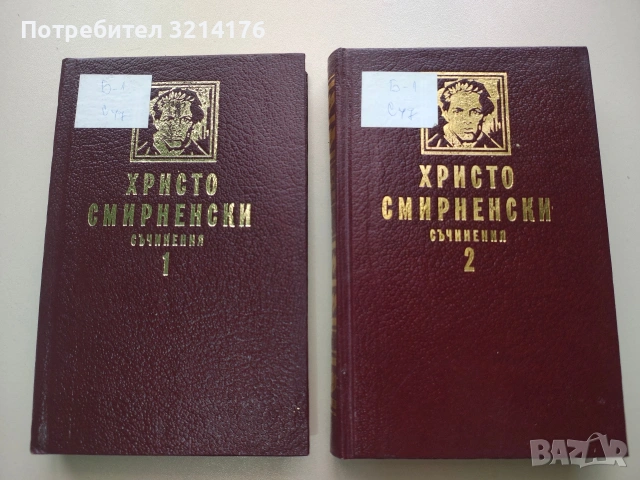 Потребител 3214176
Б-1
С47
ХРИСТО
СМИРНЕНСКИ
СЪЧИНЕНИЯ
1
Б-1
С47
ХРИСТО
СМИРНЕНСКИ
СЪЧИНЕНИЯ
2
BAZAR